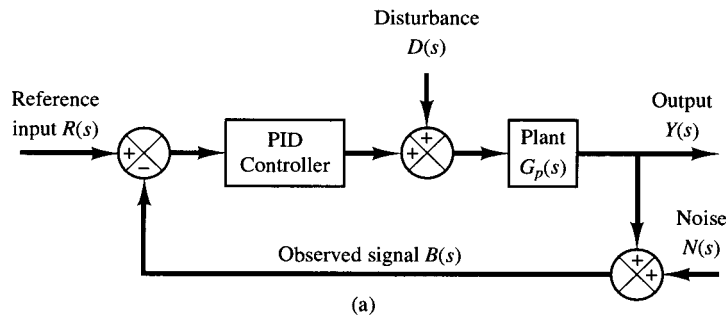 Disturbance
D(s)
Reference
input R(s)
+
−
PID
Controller
+
+
Plant
Gₚ(s)
Output
Y(s)
Noise
N(s)
+
+
Observed signal B(s)
(a)